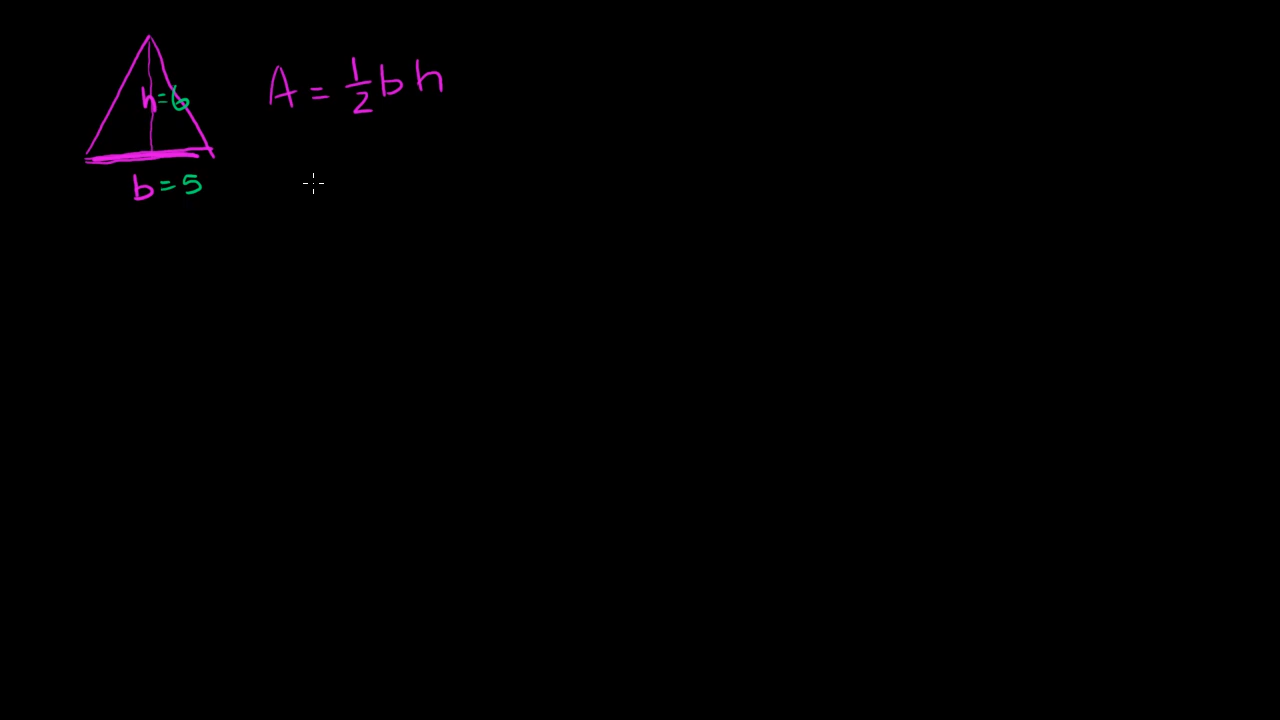 h=6
A = 1/2 b h
b = 5